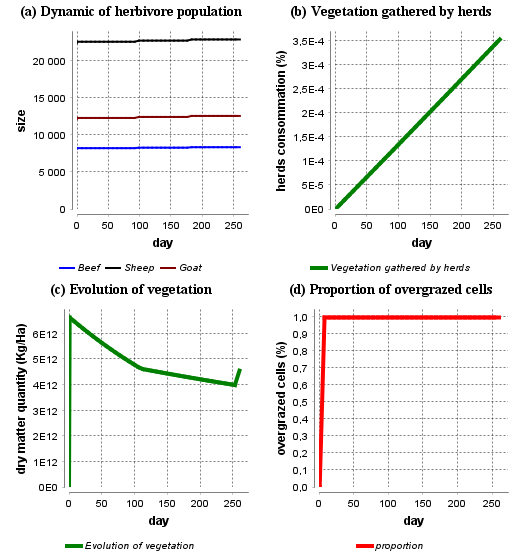 (a) Dynamic of herbivore population
size
20 000
15 000
10 000
5 000
0
0 50 100 150 200 250
day
Beef Sheep Goat
(b) Vegetation gathered by herds
herds consommation (%)
3,5E-4
3E-4
2,5E-4
2E-4
1,5E-4
1E-4
5E-5
0E0
0 50 100 150 200 250
day
Vegetation gathered by herds
(c) Evolution of vegetation
dry matter quantity (Kg/Ha)
6E12
5E12
4E12
3E12
2E12
1E12
0E0
0 50 100 150 200 250
day
Evolution of vegetation
(d) Proportion of overgrazed cells
overgrazed cells (%)
1,0
0,9
0,8
0,7
0,6
0,5
0,4
0,3
0,2
0,1
0,0
0 50 100 150 200 250
day
proportion